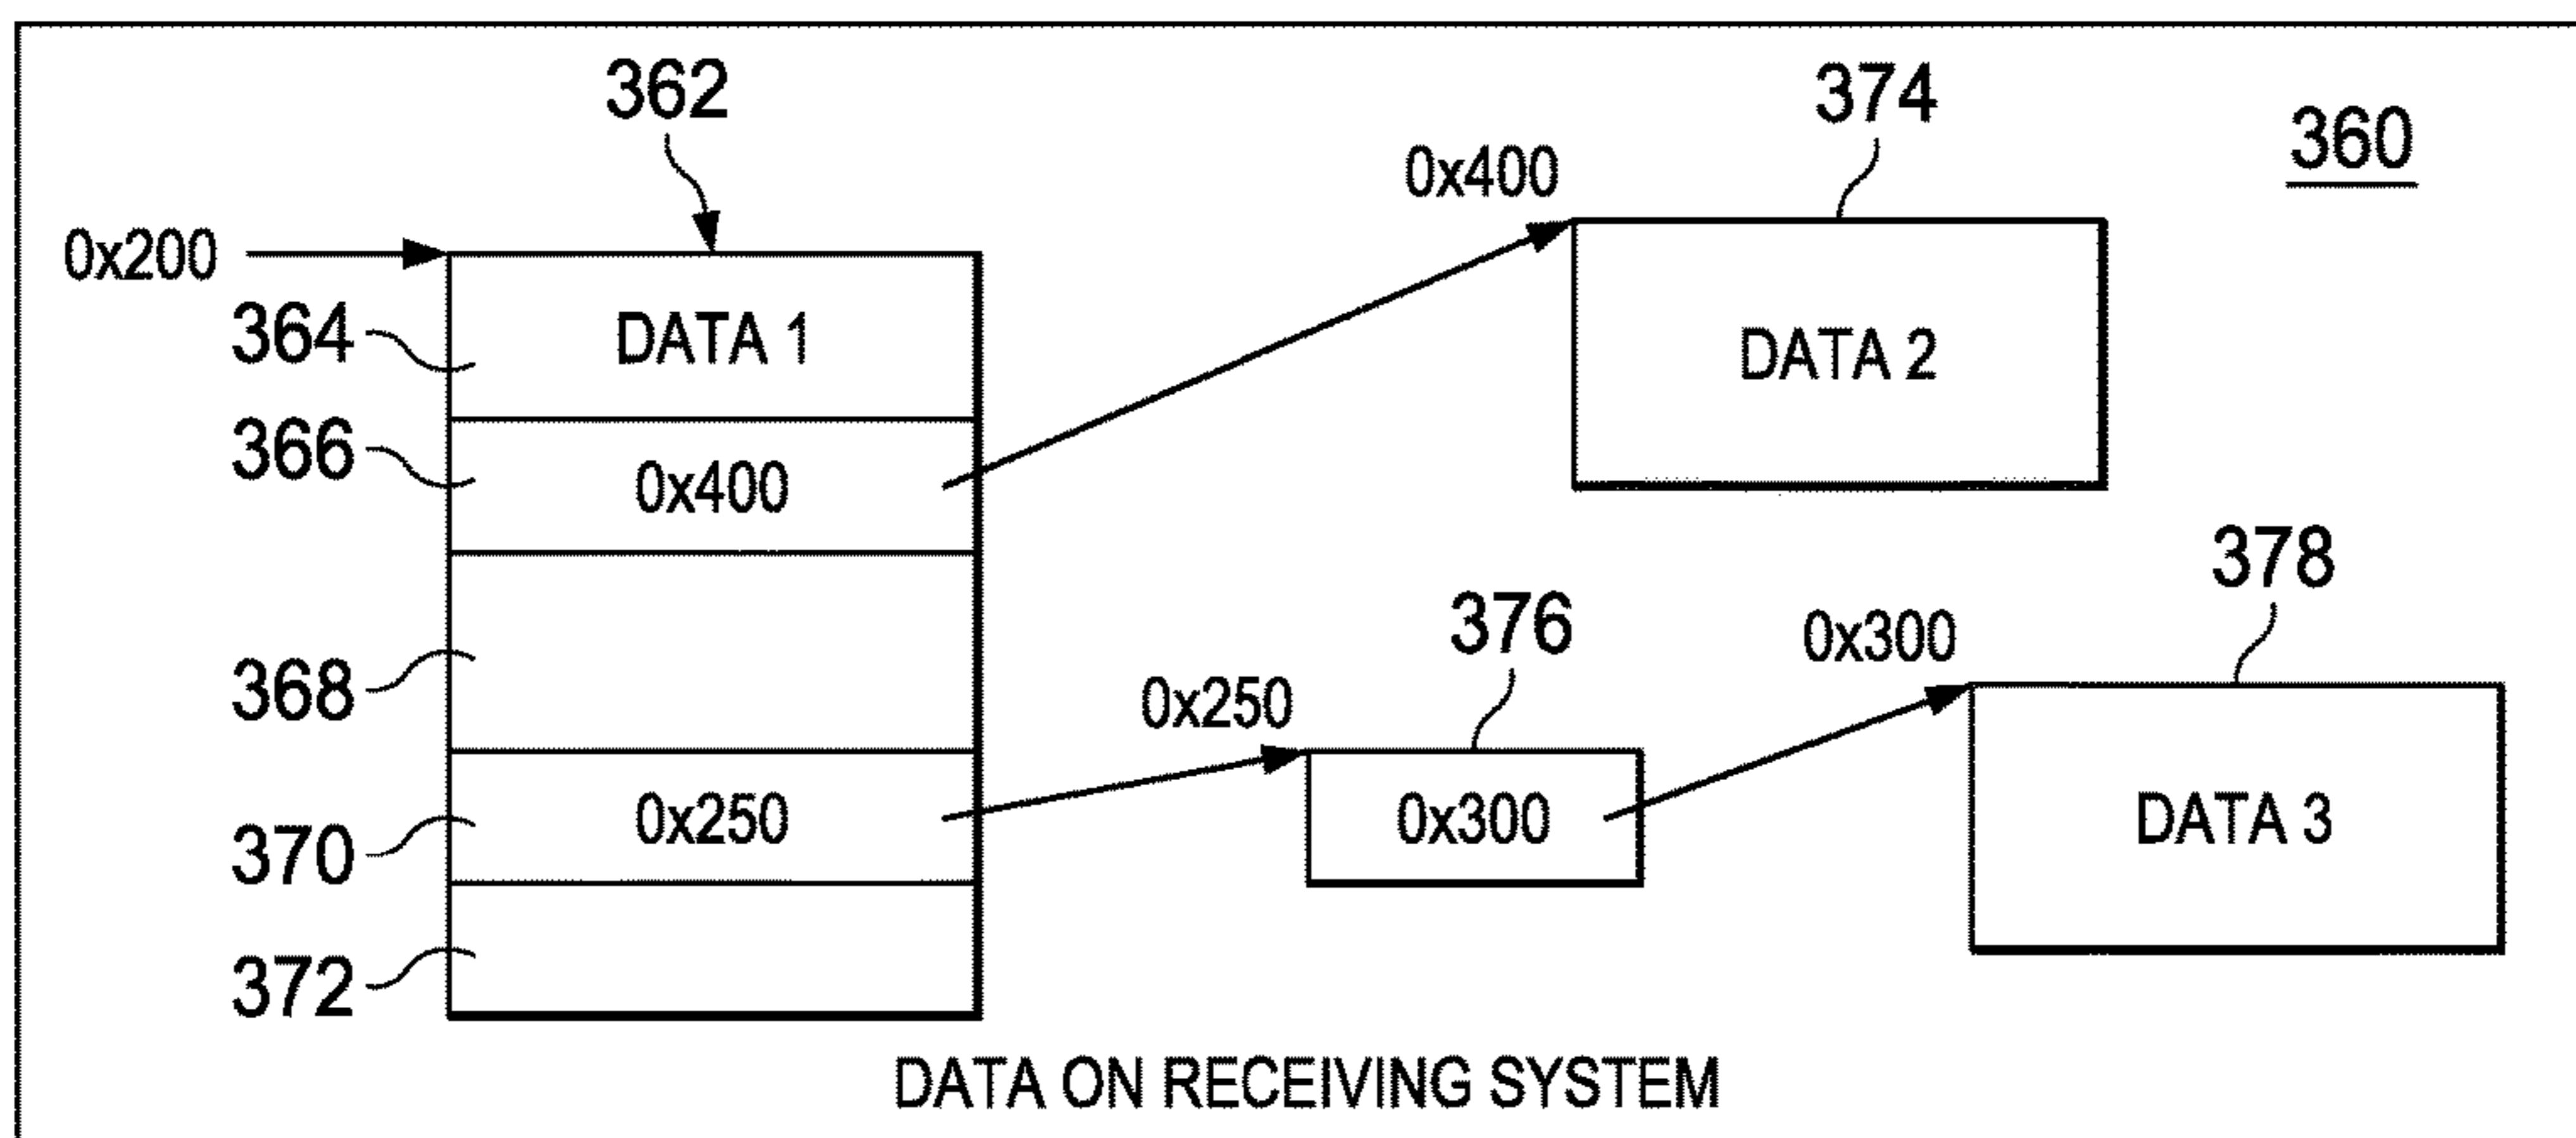 362
374
360
0x400
0x200
364
DATA 1
DATA 2
366
0x400
378
376
0x300
368
0x250
370
0x250
0x300
DATA 3
372
DATA ON RECEIVING SYSTEM